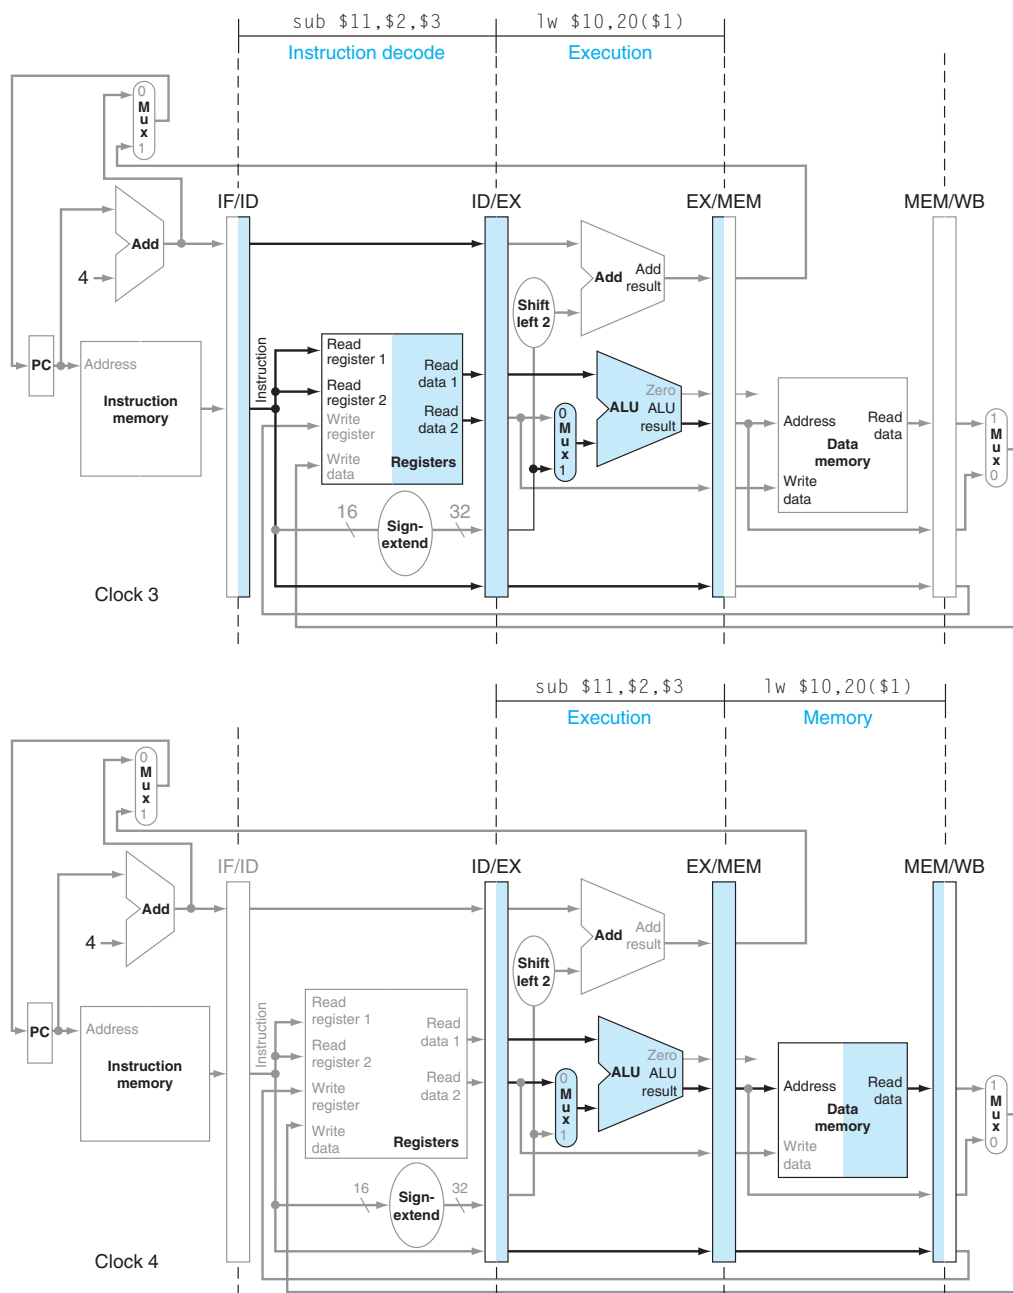 sub $11,$2,$3
lw $10,20($1)
Instruction decode
Execution
0
M
u
x
1
IF/ID
ID/EX
EX/MEM
MEM/WB
Add
4
Add
Add
result
Shift
left 2
PC
Address
Instruction
memory
Instruction
Read
register 1
Read
register 2
Write
register
Write
data
Read
data 1
Read
data 2
Registers
0
M
u
x
1
Zero
ALU
ALU
result
Address
Read
data
Data
memory
Write
data
1
M
u
x
0
16
Sign-
extend
32
Clock 3
sub $11,$2,$3
lw $10,20($1)
Execution
Memory
0
M
u
x
1
IF/ID
ID/EX
EX/MEM
MEM/WB
Add
4
Add
Add
result
Shift
left 2
PC
Address
Instruction
memory
Instruction
Read
register 1
Read
register 2
Write
register
Write
data
Read
data 1
Read
data 2
Registers
0
M
u
x
1
Zero
ALU
ALU
result
Address
Read
data
Data
memory
Write
data
1
M
u
x
0
16
Sign-
extend
32
Clock 4